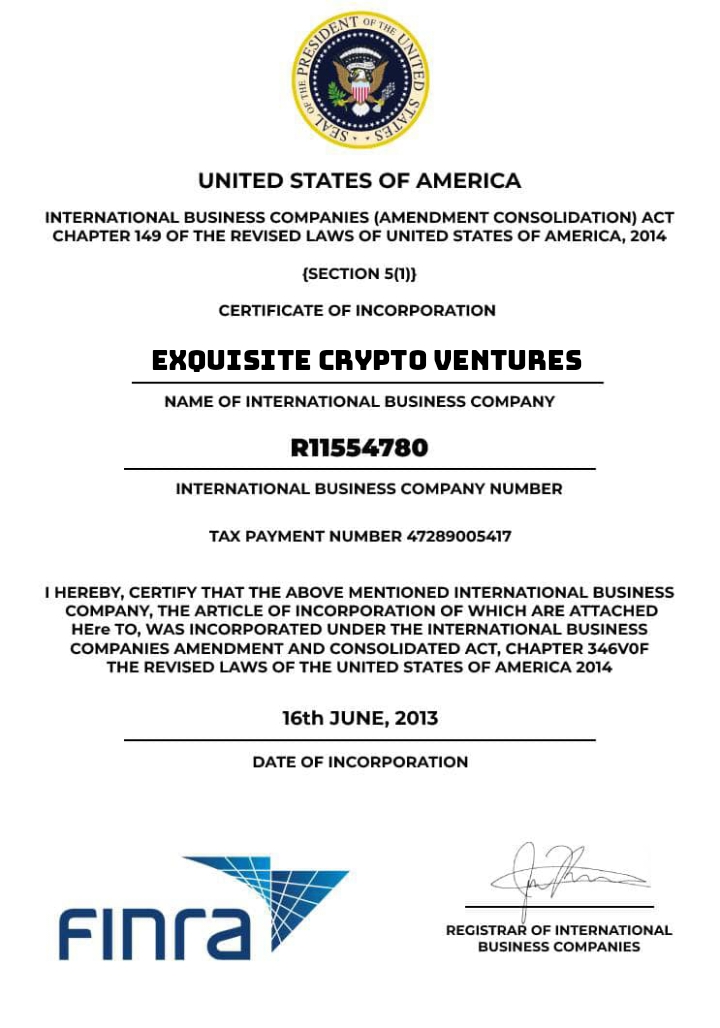 SEAL OF THE PRESIDENT OF THE UNITED STATES
UNITED STATES OF AMERICA
INTERNATIONAL BUSINESS COMPANIES (AMENDMENT CONSOLIDATION) ACT
CHAPTER 149 OF THE REVISED LAWS OF UNITED STATES OF AMERICA, 2014
{SECTION 5(1)}
CERTIFICATE OF INCORPORATION
EXQUISITE CRYPTO VENTURES
NAME OF INTERNATIONAL BUSINESS COMPANY
R11554780
INTERNATIONAL BUSINESS COMPANY NUMBER
TAX PAYMENT NUMBER 47289005417
I HEREBY, CERTIFY THAT THE ABOVE MENTIONED INTERNATIONAL BUSINESS
COMPANY, THE ARTICLE OF INCORPORATION OF WHICH ARE ATTACHED
HEre TO, WAS INCORPORATED UNDER THE INTERNATIONAL BUSINESS
COMPANIES AMENDMENT AND CONSOLIDATED ACT, CHAPTER 346V0F
THE REVISED LAWS OF THE UNITED STATES OF AMERICA 2014
16th JUNE, 2013
DATE OF INCORPORATION
FINRA
REGISTRAR OF INTERNATIONAL
BUSINESS COMPANIES